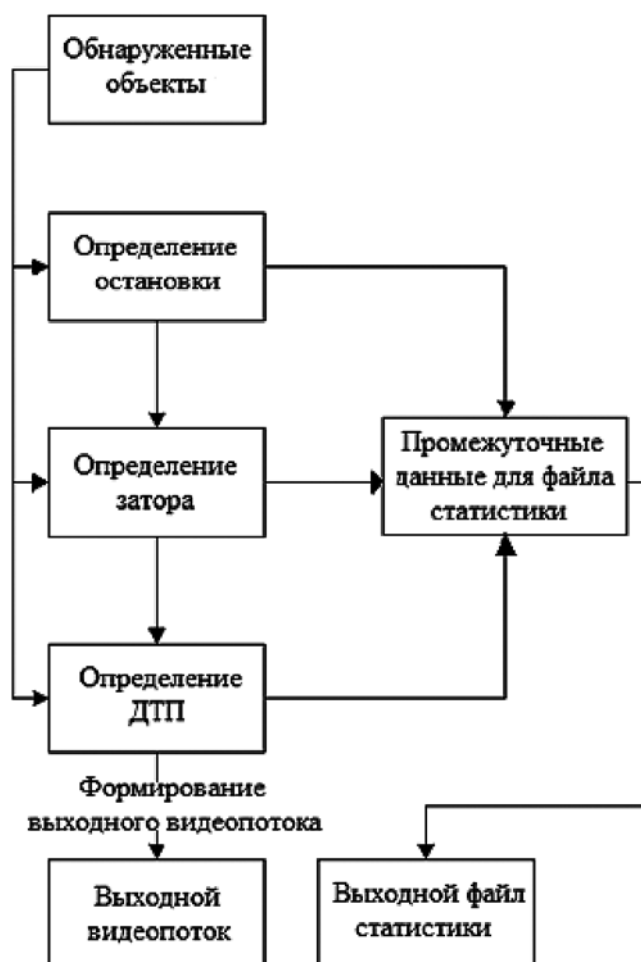 Обнаруженные
объекты
Определение
остановки
Определение
затора
Промежуточные
данные для файла
статистики
Определение
ДТП
Формирование
выходного видеопотока
Выходной
видеопоток
Выходной файл
статистики